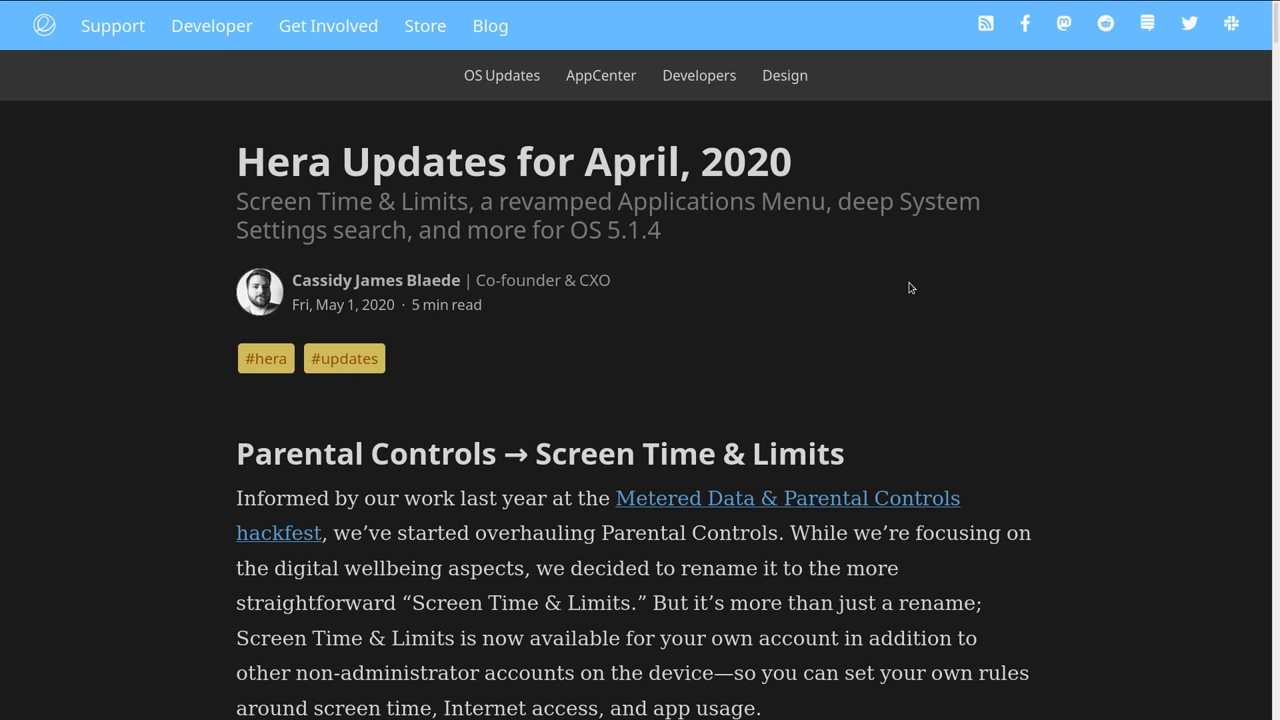 Support Developer Get Involved Store Blog
OS Updates AppCenter Developers Design
Hera Updates for April, 2020
Screen Time & Limits, a revamped Applications Menu, deep System
Settings search, and more for OS 5.1.4
Cassidy James Blaede | Co-founder & CXO
Fri, May 1, 2020 · 5 min read
#hera #updates
Parental Controls → Screen Time & Limits
Informed by our work last year at the Metered Data & Parental Controls
hackfest, we’ve started overhauling Parental Controls. While we’re focusing on
the digital wellbeing aspects, we decided to rename it to the more
straightforward “Screen Time & Limits.” But it’s more than just a rename;
Screen Time & Limits is now available for your own account in addition to
other non-administrator accounts on the device—so you can set your own rules
around screen time, Internet access, and app usage.